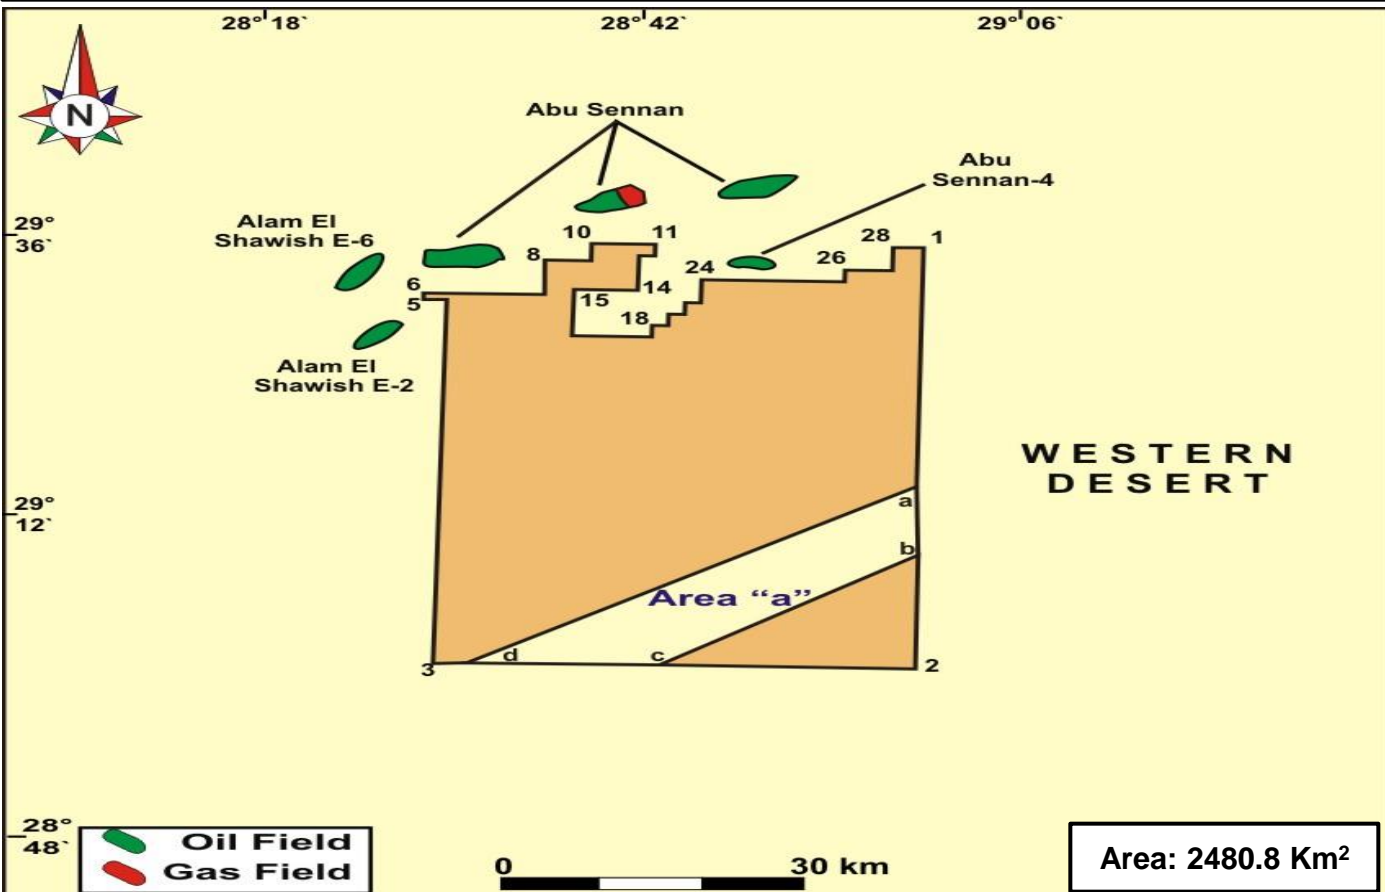 28° 18` 28° 42` 29° 06`
N
Abu Sennan
Abu
Sennan-4
Alam El
Shawish E-6
29°
36`
10 11 28 1
8 24 26
6 14
5 15
18
Alam El
Shawish E-2
WESTERN
DESERT
29°
12`
a
b
Area “a”
d c
3 2
28°
48`
Oil Field
Gas Field
0 30 km
Area: 2480.8 Km²